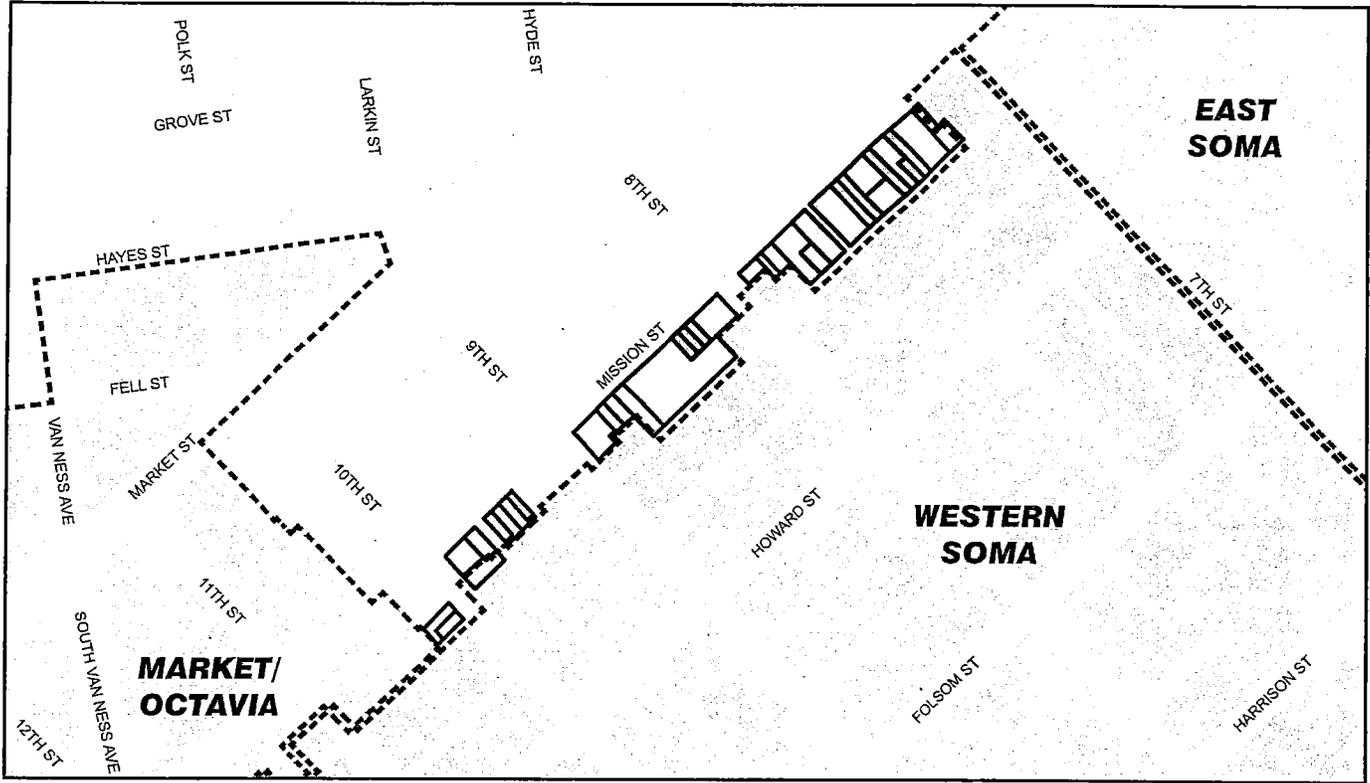 POLK ST
HYDE ST
GROVE ST
LARKIN ST
EAST
SOMA
8TH ST
HAYES ST
7TH ST
MISSION ST
9TH ST
FELL ST
VAN NESS AVE
MARKET ST
10TH ST
HOWARD ST
WESTERN
SOMA
11TH ST
SOUTH VAN NESS AVE
MARKET/
OCTAVIA
FOLSOM ST
HARRISON ST
12TH ST